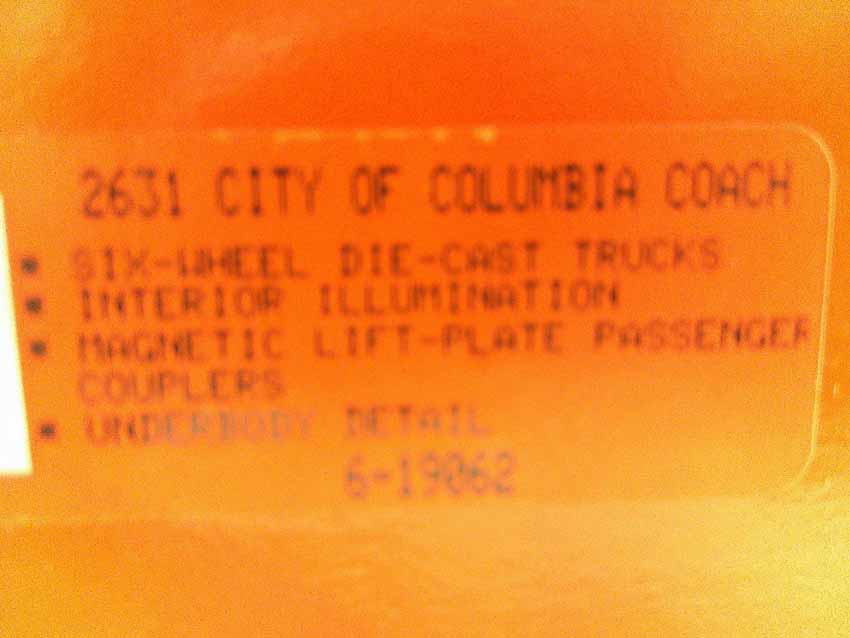 2631 CITY OF COLUMBIA COACH
• SIX-WHEEL DIE-CAST TRUCKS
• INTERIOR ILLUMINATION
• MAGNETIC LIFT-PLATE PASSENGER
COUPLERS
• UNDERBODY DETAIL
6-19062